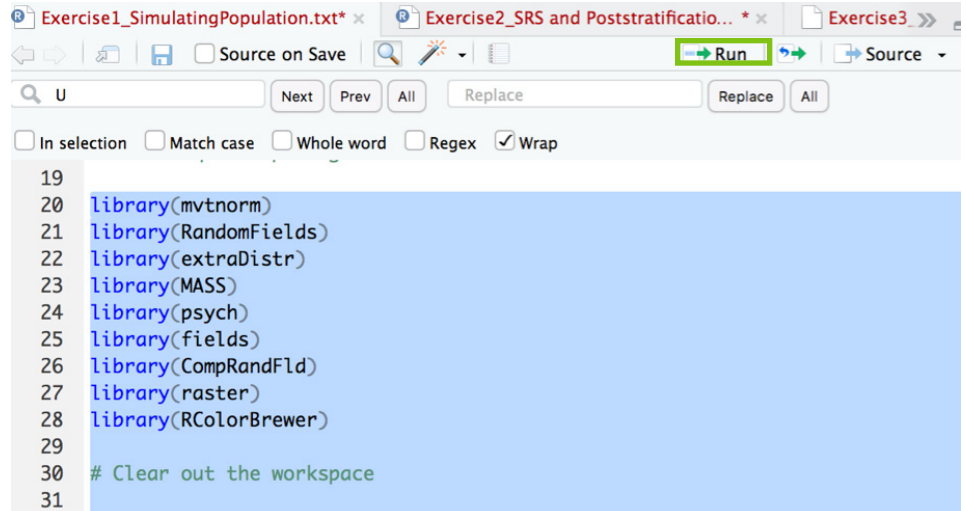 Exercise1_SimulatingPopulation.txt* Exercise2_SRS and Poststratificatio... * Exercise3_
Source on Save Run Source
U Next Prev All Replace Replace All
In selection Match case Whole word Regex Wrap
19
20 library(mvtnorm)
21 library(RandomFields)
22 library(extraDistr)
23 library(MASS)
24 library(psych)
25 library(fields)
26 library(CompRandFld)
27 library(raster)
28 library(RColorBrewer)
29
30 # Clear out the workspace
31